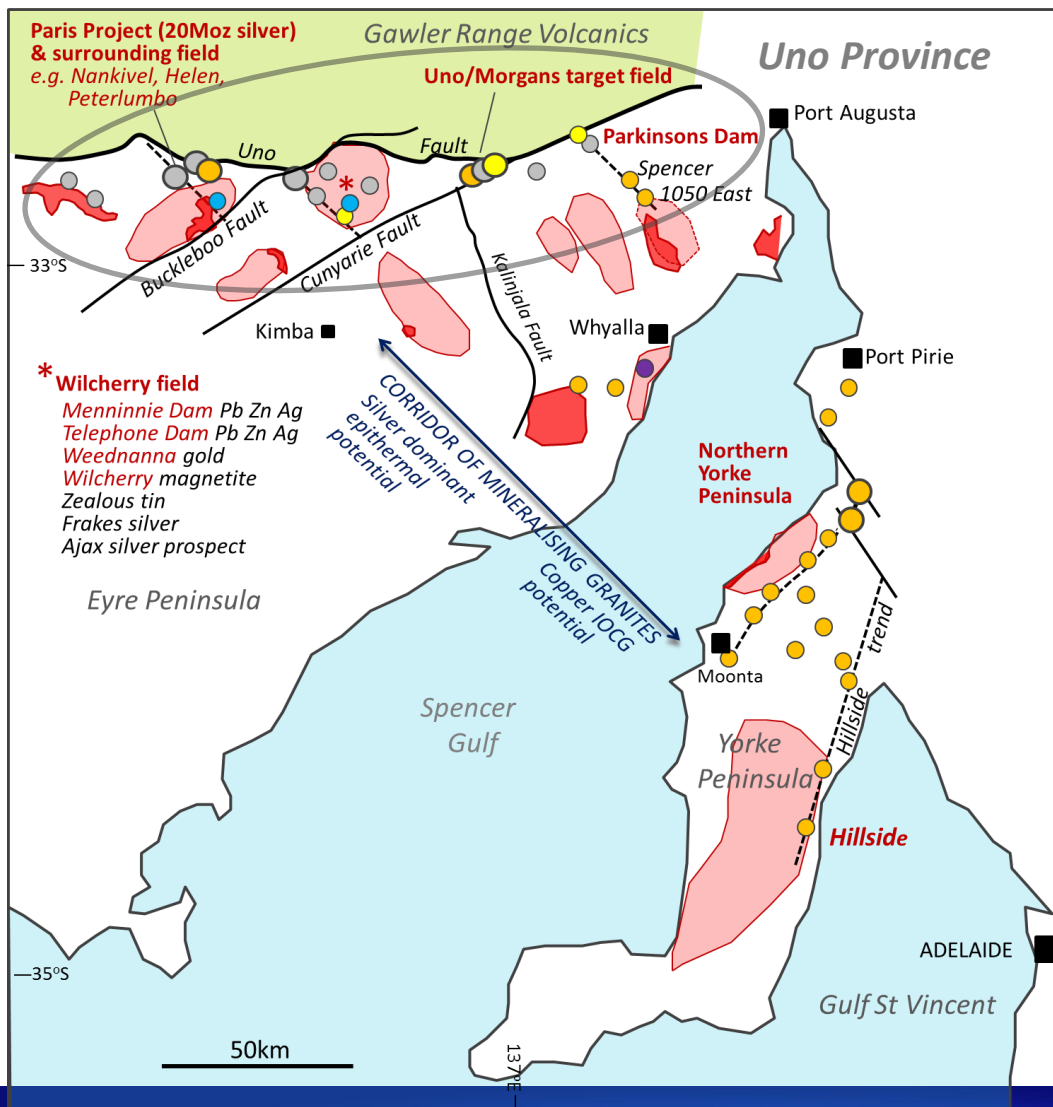 Paris Project (20Moz silver)
& surrounding field
e.g. Nankivel, Helen,
Peterlumbo
Gawler Range Volcanics
Uno Province
Uno/Morgans target field
Port Augusta
Parkinsons Dam
Uno
Fault
Spencer
1050 East
33°S
Buckleboo Fault
Cunyarie Fault
Kalinjala Fault
Kimba
Whyalla
Port Pirie
* Wilcherry field
Menninnie Dam Pb Zn Ag
Telephone Dam Pb Zn Ag
Weednanna gold
Wilcherry magnetite
Zealous tin
Frakes silver
Ajax silver prospect
*
CORRIDOR OF MINERALISING GRANITES
Silver dominant
epithermal
potential
Copper IOCG
potential
Northern
Yorke
Peninsula
Eyre Peninsula
Moonta
Hillside trend
Spencer
Gulf
Yorke
Peninsula
Hillside
ADELAIDE
35°S
Gulf St Vincent
50km
137°E